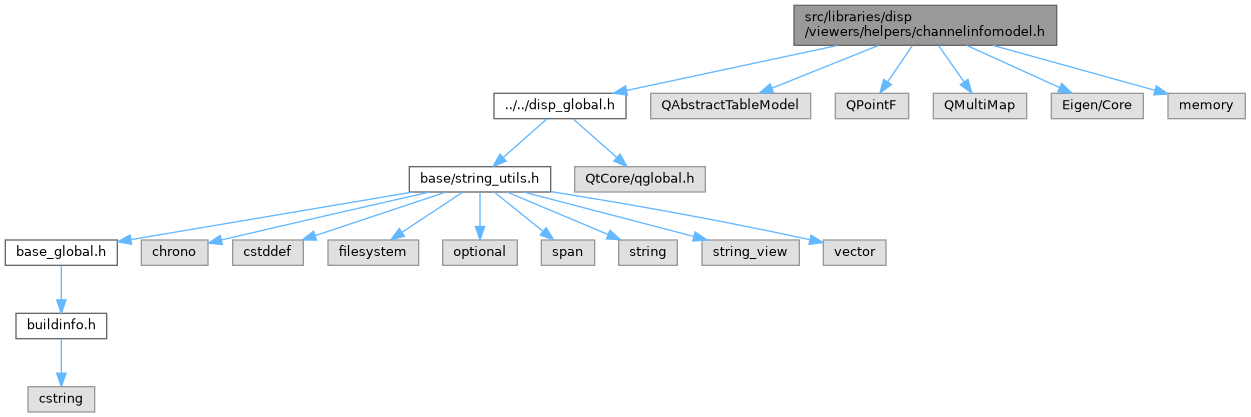 src/libraries/disp
/viewers/helpers/channelinfomodel.h
../../disp_global.h
QAbstractTableModel
QPointF
QMultiMap
Eigen/Core
memory
base/string_utils.h
QtCore/qglobal.h
base_global.h
chrono
cstddef
filesystem
optional
span
string
string_view
vector
buildinfo.h
cstring